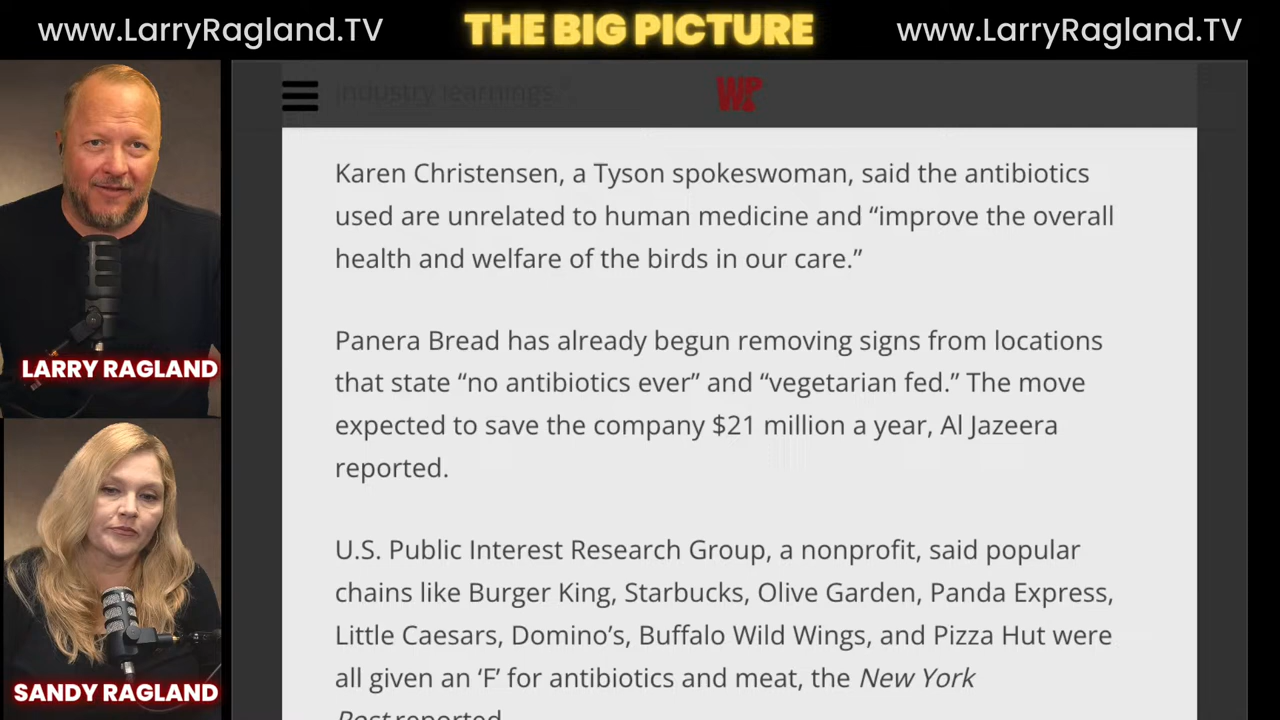 www.LarryRagland.TV
THE BIG PICTURE
www.LarryRagland.TV
industry learnings.”
WP
Karen Christensen, a Tyson spokeswoman, said the antibiotics
used are unrelated to human medicine and “improve the overall
health and welfare of the birds in our care.”
Panera Bread has already begun removing signs from locations
that state “no antibiotics ever” and “vegetarian fed.” The move
expected to save the company $21 million a year, Al Jazeera
reported.
U.S. Public Interest Research Group, a nonprofit, said popular
chains like Burger King, Starbucks, Olive Garden, Panda Express,
Little Caesars, Domino’s, Buffalo Wild Wings, and Pizza Hut were
all given an ‘F’ for antibiotics and meat, the New York
Post reported.
LARRY RAGLAND
SANDY RAGLAND